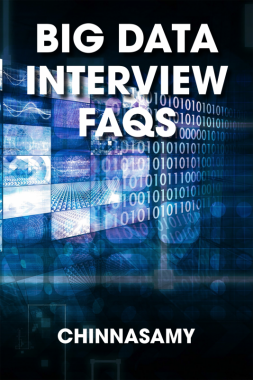 BIG DATA
INTERVIEW
FAQS
CHINNASAMY